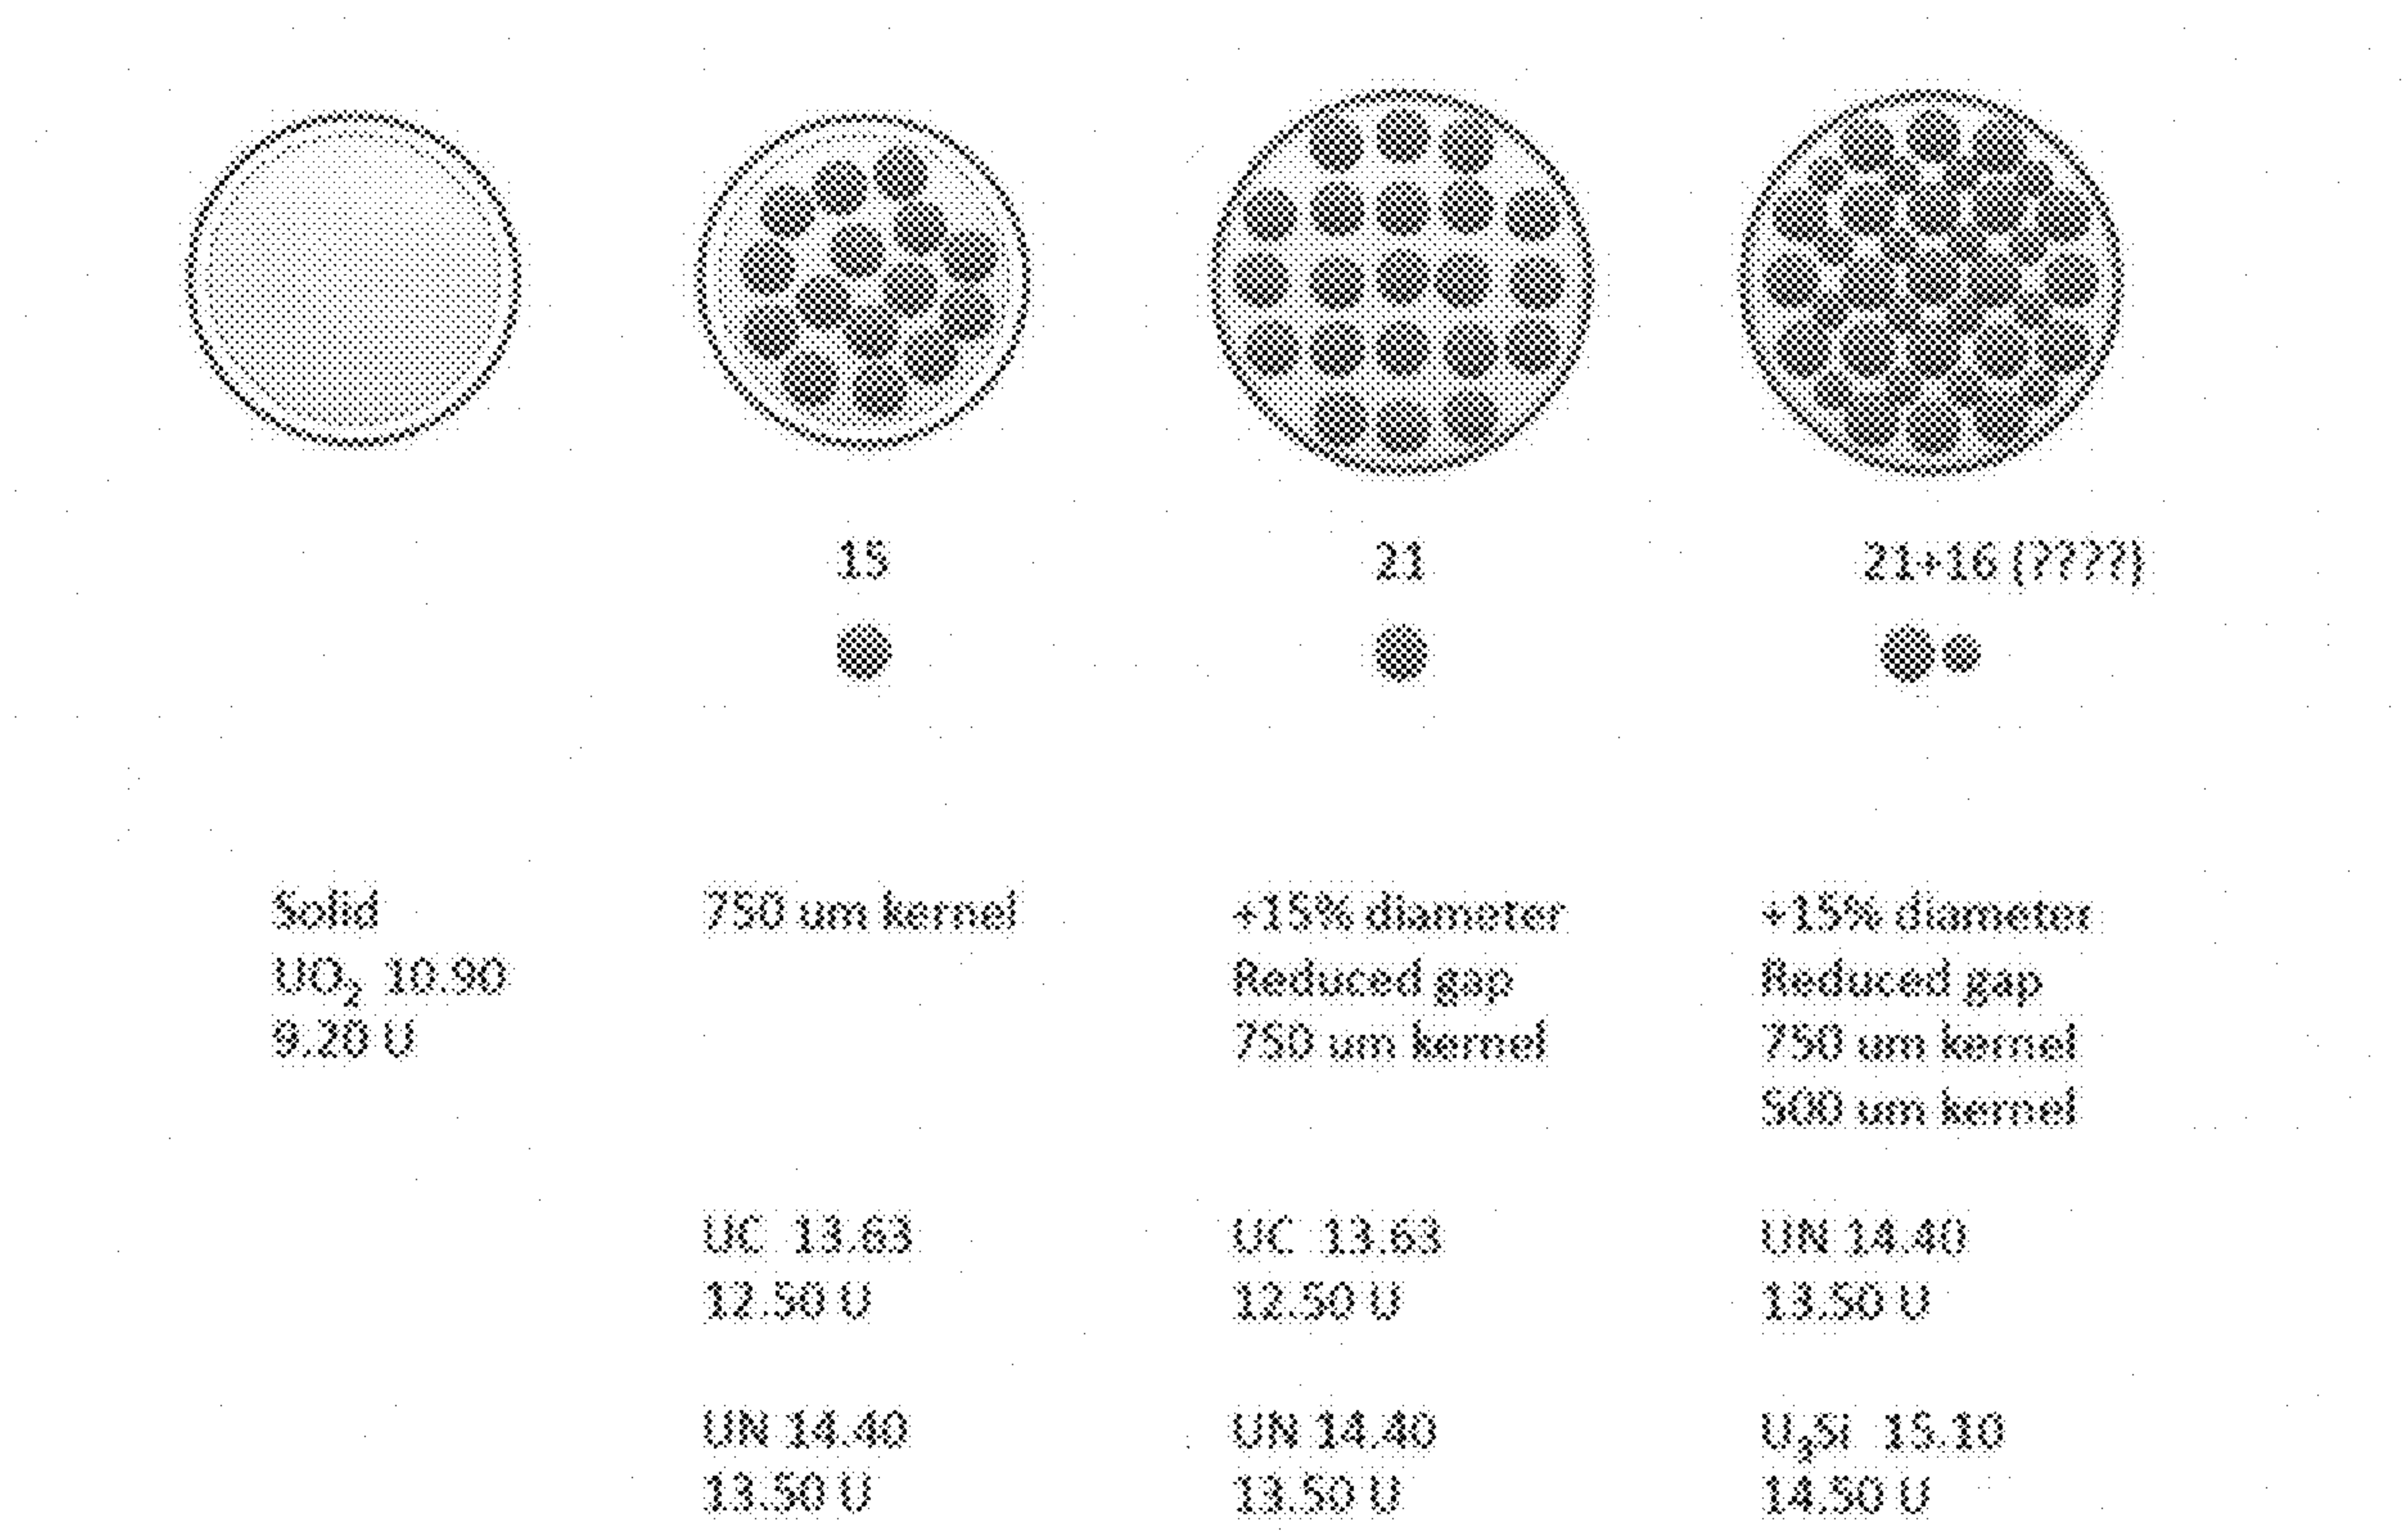 15
21
21+16 (????)
Solid
UO₂ 10.90
9.20 U
750 um kernel
UC 13.63
12.50 U
UN 14.40
13.50 U
+15% diameter
Reduced gap
750 um kernel
UC 13.63
12.50 U
UN 14.40
13.50 U
+15% diameter
Reduced gap
750 um kernel
500 um kernel
UN 14.40
13.50 U
U₃Si 15.10
14.50 U